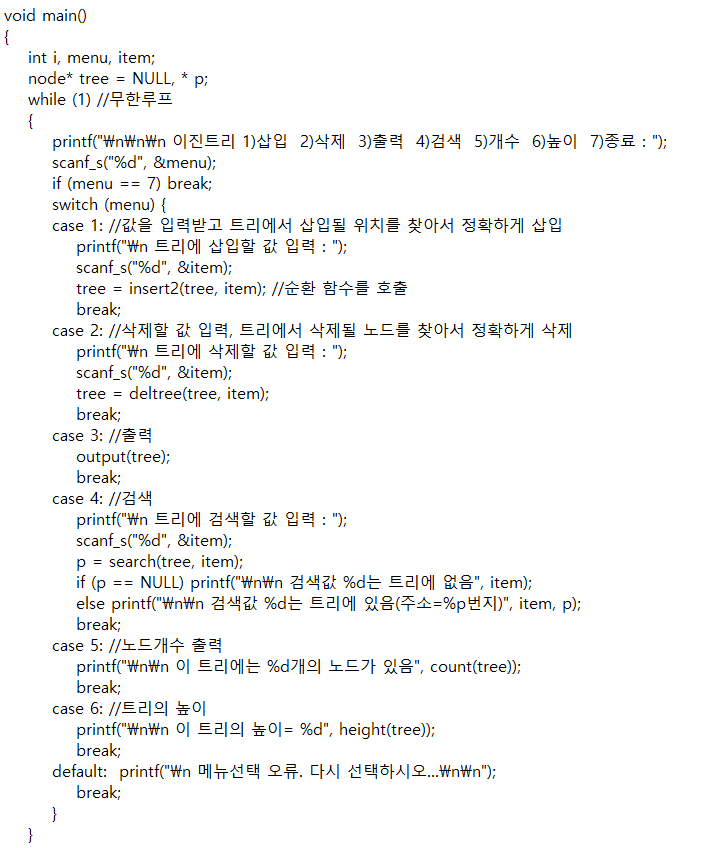 void main()
{
int i, menu, item;
node* tree = NULL, * p;
while (1) //무한루프
{
printf("₩n₩n₩n 이진트리 1)삽입 2)삭제 3)출력 4)검색 5)개수 6)높이 7)종료 : ");
scanf_s("%d", &menu);
if (menu == 7) break;
switch (menu) {
case 1: //값을 입력받고 트리에서 삽입될 위치를 찾아서 정확하게 삽입
printf("₩n 트리에 삽입할 값 입력 : ");
scanf_s("%d", &item);
tree = insert2(tree, item); //순환 함수를 호출
break;
case 2: //삭제할 값 입력, 트리에서 삭제될 노드를 찾아서 정확하게 삭제
printf("₩n 트리에 삭제할 값 입력 : ");
scanf_s("%d", &item);
tree = deltree(tree, item);
break;
case 3: //출력
output(tree);
break;
case 4: //검색
printf("₩n 트리에 검색할 값 입력 : ");
scanf_s("%d", &item);
p = search(tree, item);
if (p == NULL) printf("₩n₩n 검색값 %d는 트리에 없음", item);
else printf("₩n₩n 검색값 %d는 트리에 있음(주소=%p번지)", item, p);
break;
case 5: //노드개수 출력
printf("₩n₩n 이 트리에는 %d개의 노드가 있음", count(tree));
break;
case 6: //트리의 높이
printf("₩n₩n 이 트리의 높이= %d", height(tree));
break;
default: printf("₩n 메뉴선택 오류. 다시 선택하시오...₩n₩n");
break;
}
}